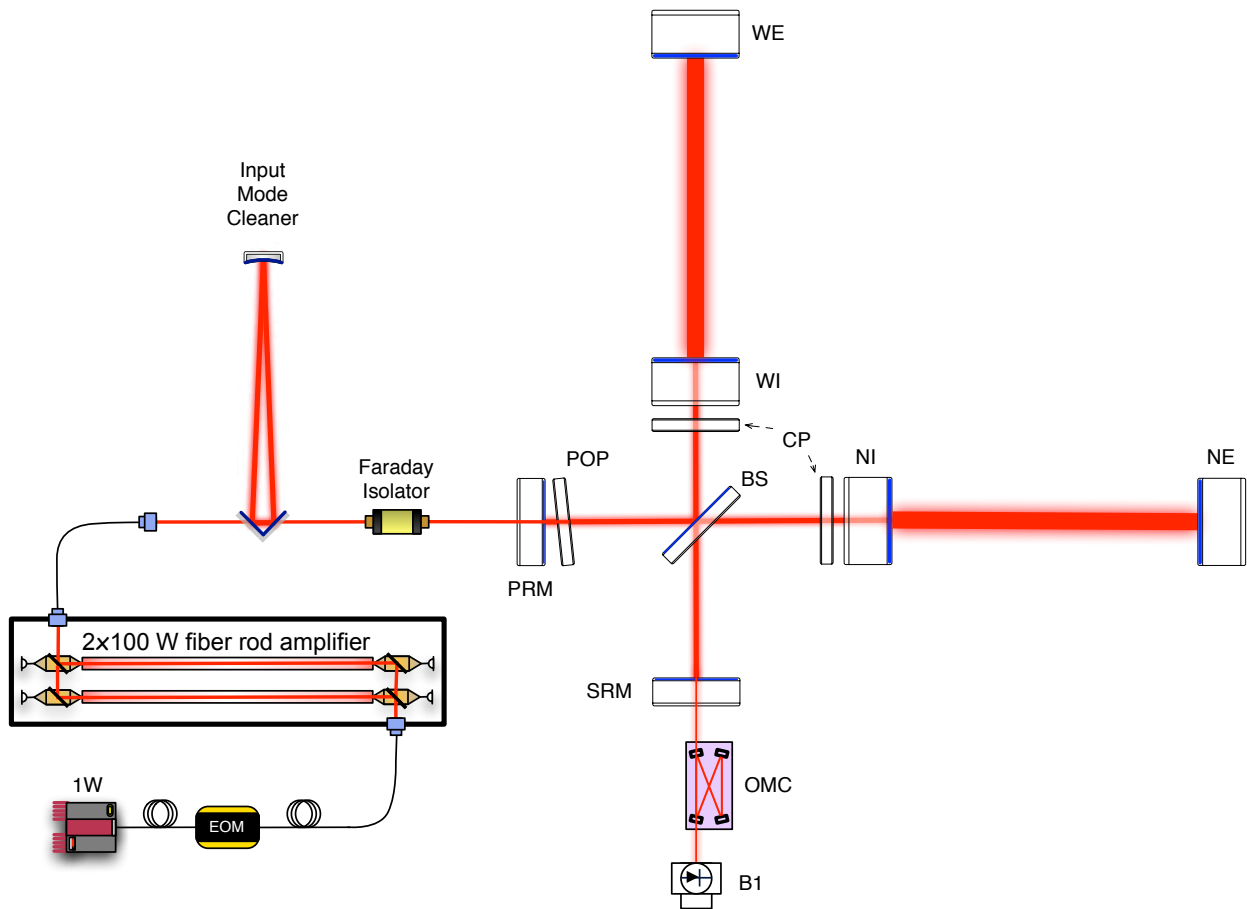 WE
Input
Mode
Cleaner
WI
CP
POP
Faraday
Isolator
BS
NI
NE
PRM
2×100 W fiber rod amplifier
SRM
1W
OMC
EOM
B1